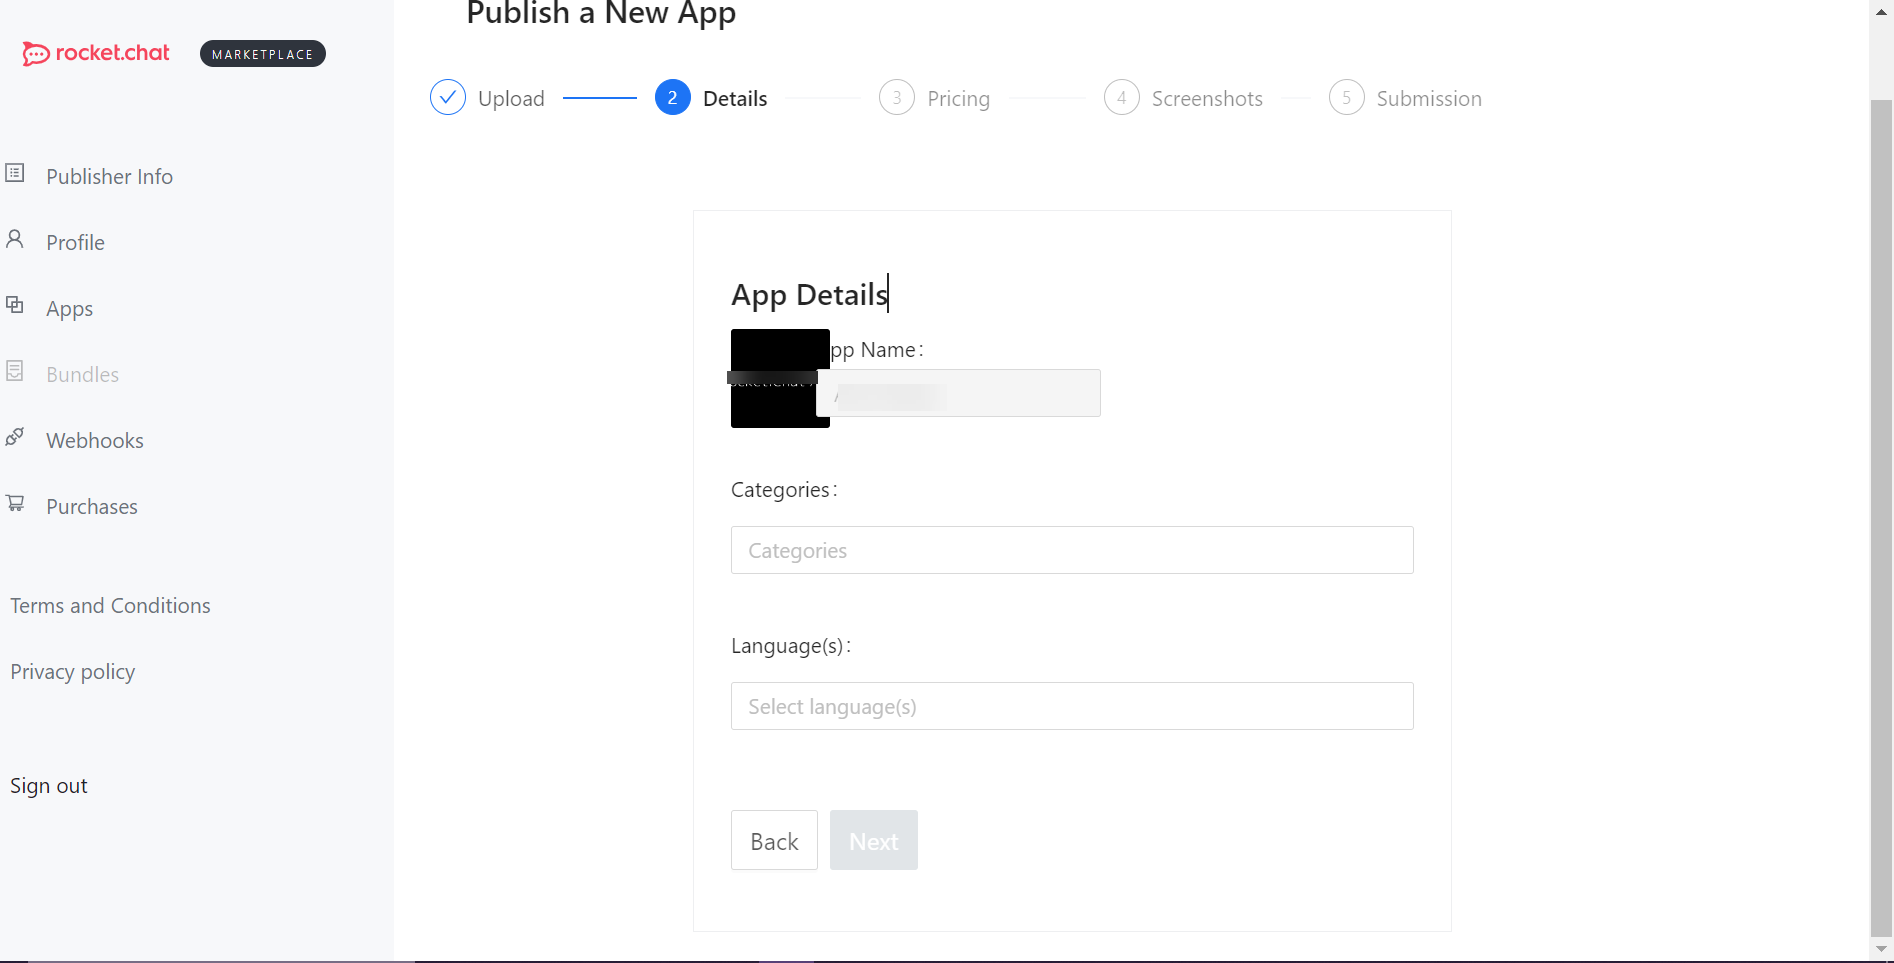 Publish a New App
rocket.chat MARKETPLACE
Upload
2 Details
3 Pricing
4 Screenshots
5 Submission
Publisher Info
Profile
Apps
Bundles
Webhooks
Purchases
Terms and Conditions
Privacy policy
Sign out
App Details
pp Name:
Categories:
Categories
Language(s):
Select language(s)
Back
Next